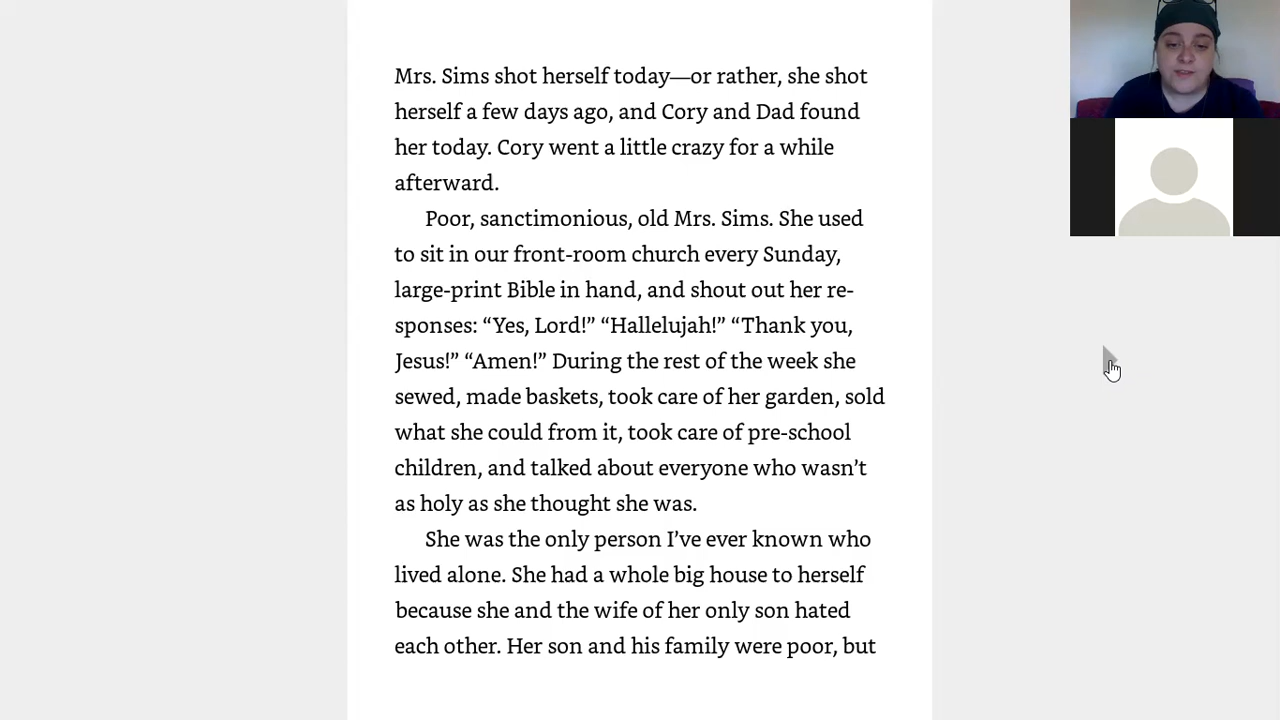 Mrs. Sims shot herself today—or rather, she shot
herself a few days ago, and Cory and Dad found
her today. Cory went a little crazy for a while
afterward.
Poor, sanctimonious, old Mrs. Sims. She used
to sit in our front-room church every Sunday,
large-print Bible in hand, and shout out her re-
sponses: “Yes, Lord!” “Hallelujah!” “Thank you,
Jesus!” “Amen!” During the rest of the week she
sewed, made baskets, took care of her garden, sold
what she could from it, took care of pre-school
children, and talked about everyone who wasn’t
as holy as she thought she was.
She was the only person I’ve ever known who
lived alone. She had a whole big house to herself
because she and the wife of her only son hated
each other. Her son and his family were poor, but